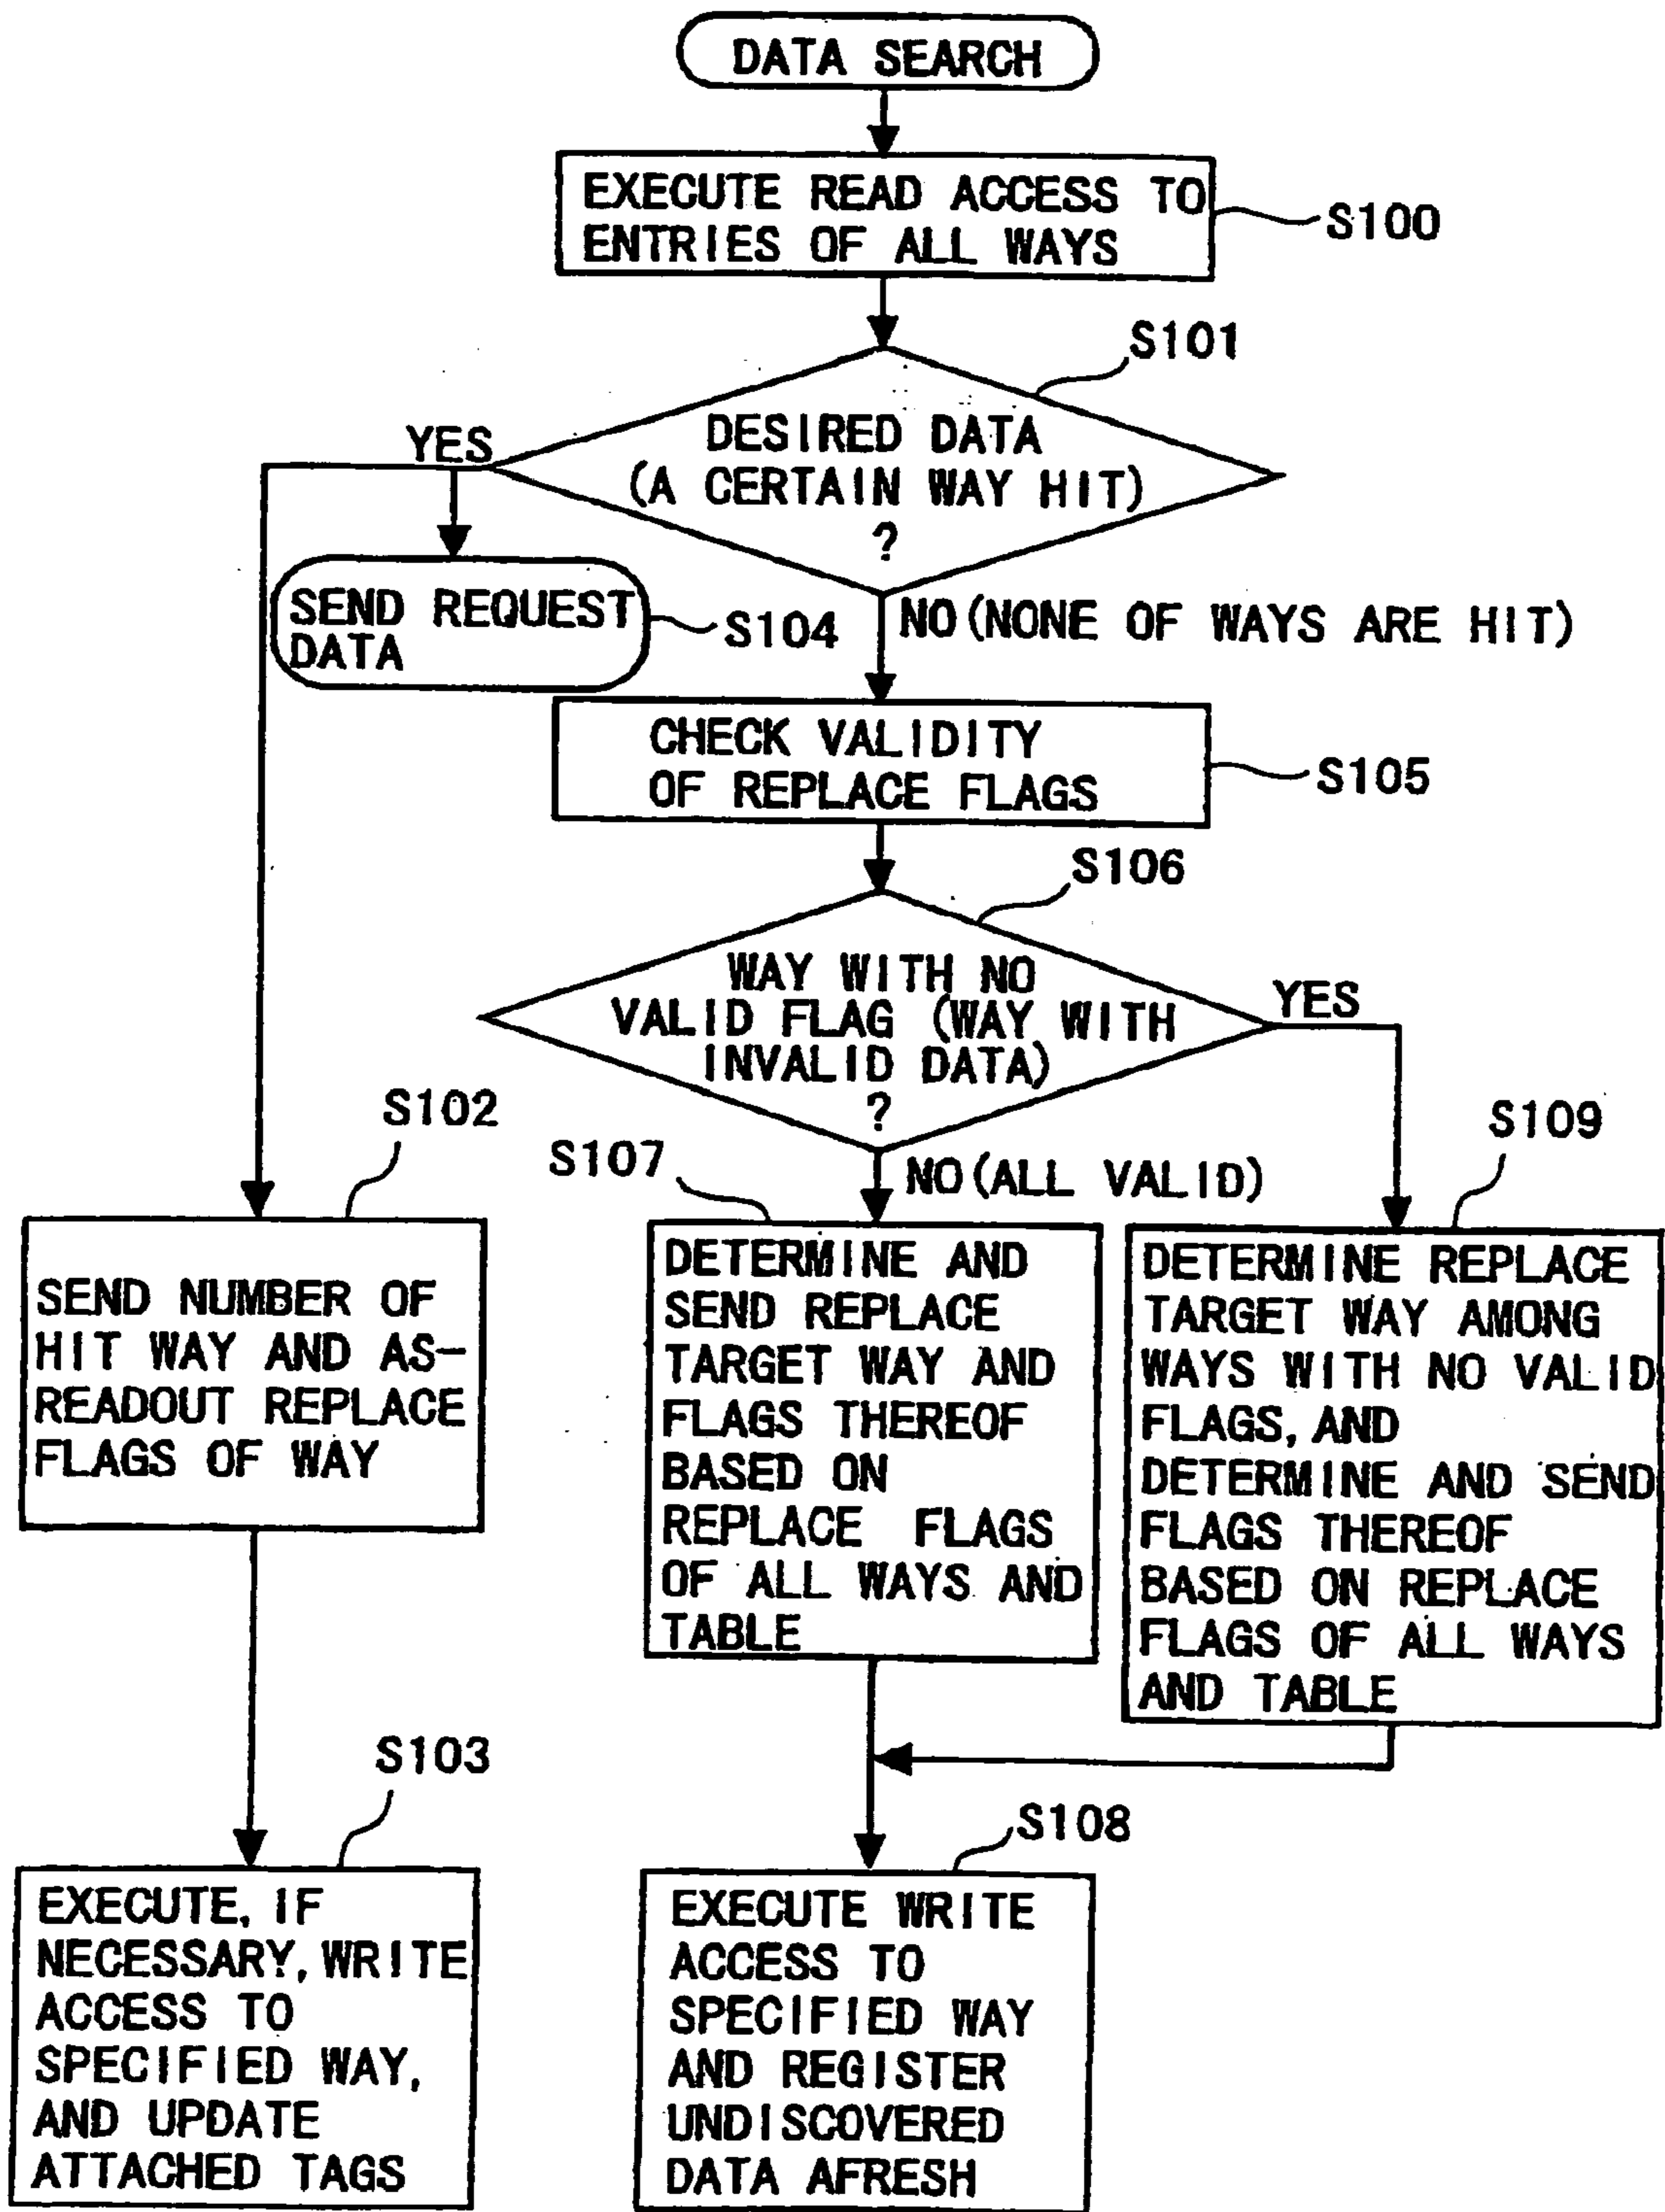 DATA SEARCH
EXECUTE READ ACCESS TO
ENTRIES OF ALL WAYS
S100
S101
DESIRED DATA
(A CERTAIN WAY HIT)
?
YES
SEND REQUEST
DATA
S104
NO (NONE OF WAYS ARE HIT)
CHECK VALIDITY
OF REPLACE FLAGS
S105
S106
WAY WITH NO
VALID FLAG (WAY WITH
INVALID DATA)
?
YES
S102
S107
NO (ALL VALID)
S109
SEND NUMBER OF
HIT WAY AND AS-
READOUT REPLACE
FLAGS OF WAY
DETERMINE AND
SEND REPLACE
TARGET WAY AND
FLAGS THEREOF
BASED ON
REPLACE FLAGS
OF ALL WAYS AND
TABLE
DETERMINE REPLACE
TARGET WAY AMONG
WAYS WITH NO VALID
FLAGS, AND
DETERMINE AND SEND
FLAGS THEREOF
BASED ON REPLACE
FLAGS OF ALL WAYS
AND TABLE
S103
S108
EXECUTE, IF
NECESSARY, WRITE
ACCESS TO
SPECIFIED WAY,
AND UPDATE
ATTACHED TAGS
EXECUTE WRITE
ACCESS TO
SPECIFIED WAY
AND REGISTER
UNDISCOVERED
DATA AFRESH